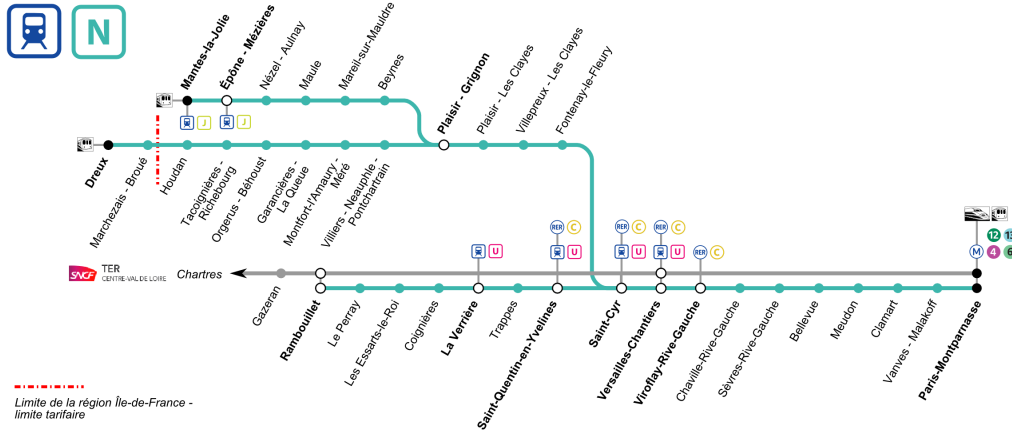 N
Mantes-la-Jolie
Épône - Mézières
Nézel - Aulnay
Maule
Mareil-sur-Mauldre
Beynes
Plaisir - Grignon
Plaisir - Les Clayes
Villepreux - Les Clayes
Fontenay-le-Fleury
J
J
Dreux
Marchezais - Broué
Houdan
Tacoignières -
Richebourg
Orgerus - Béhoust
Garancières -
La Queue
Montfort-l'Amaury -
Méré
Villiers - Neauphle -
Pontchartrain
RER C
RER C
RER C
U
U
U
U
RER C
M
12
13
4
6
SNCF
TER
CENTRE-VAL DE LOIRE
Chartres
Gazeran
Rambouillet
Le Perray
Les Essarts-le-Roi
Coignières
La Verrière
Trappes
Saint-Quentin-en-Yvelines
Saint-Cyr
Versailles-Chantiers
Viroflay-Rive-Gauche
Chaville-Rive-Gauche
Sèvres-Rive-Gauche
Bellevue
Meudon
Clamart
Vanves - Malakoff
Paris-Montparnasse
Limite de la région Île-de-France -
limite tarifaire